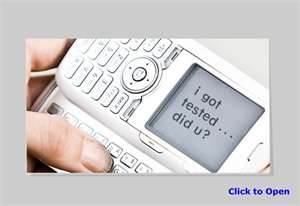 i got
tested ...
did u?
Click to Open